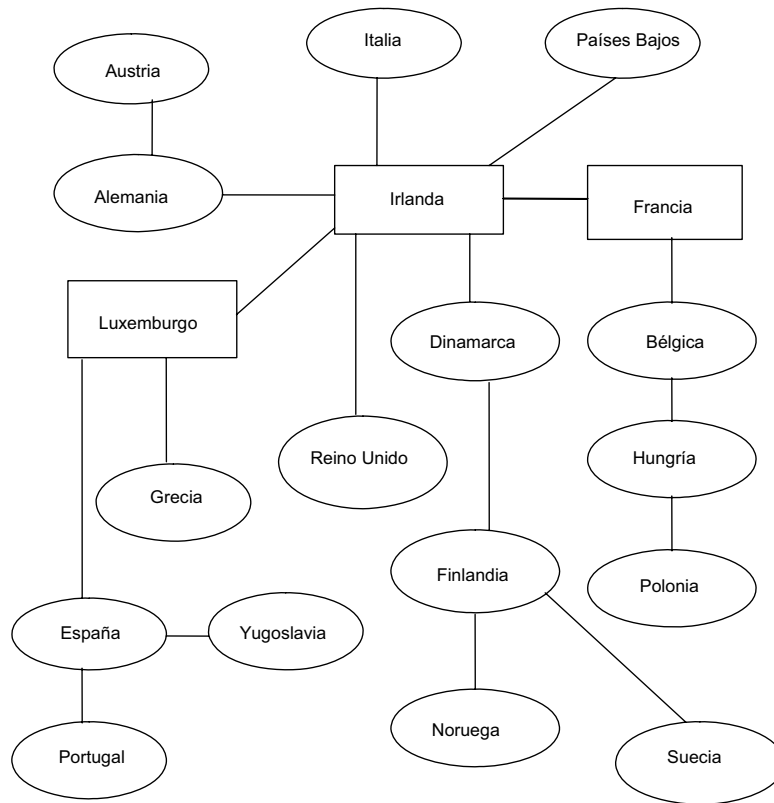 Italia
Países Bajos
Austria
Alemania
Irlanda
Francia
Luxemburgo
Dinamarca
Bélgica
Reino Unido
Hungría
Grecia
Finlandia
Polonia
España
Yugoslavia
Noruega
Portugal
Suecia